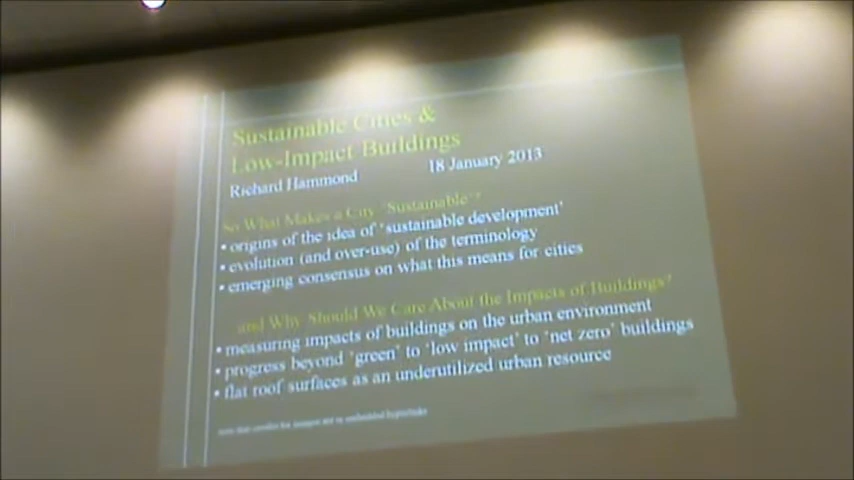 Sustainable Cities &
Low-Impact Buildings
Richard Hammond 18 January 2013
So What Makes a City 'Sustainable'?
• origins of the idea of 'sustainable development'
• evolution (and over-use) of the terminology
• emerging consensus on what this means for cities
and Why Should We Care About the Impacts of Buildings?
• measuring impacts of buildings on the urban environment
• progress beyond 'green' to 'low impact' to 'net zero' buildings
• flat roof surfaces as an underutilized urban resource